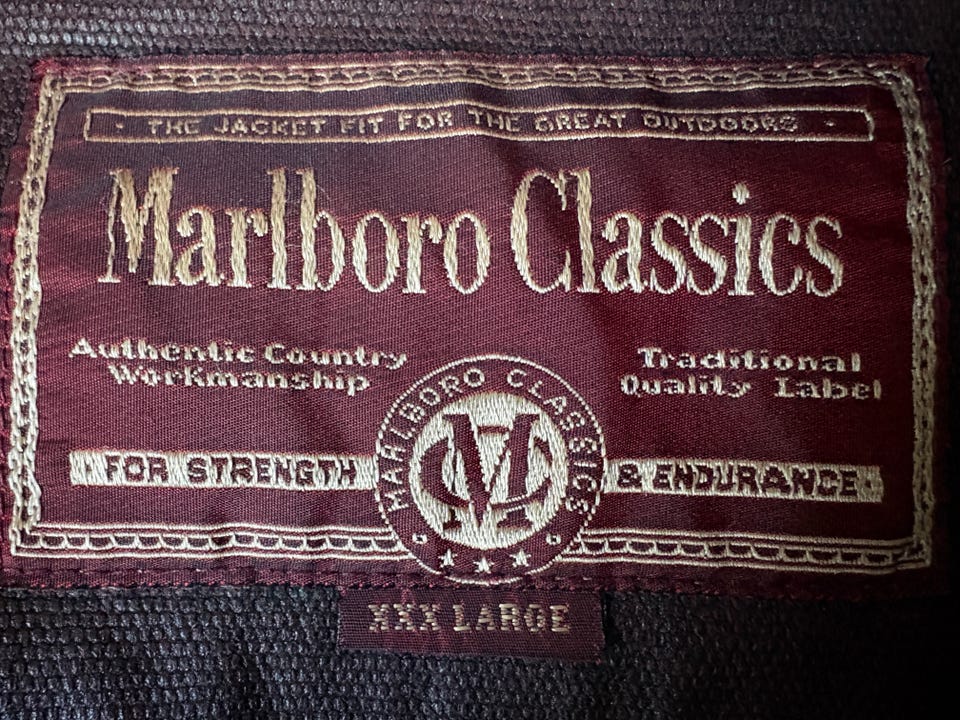 · THE JACKET FIT FOR THE GREAT OUTDOORS ·
Marlboro Classics
Authentic Country
Workmanship
Traditional
Quality Label
· FOR STRENGTH
MARLBORO CLASSICS
MC
& ENDURANCE ·
XXX LARGE